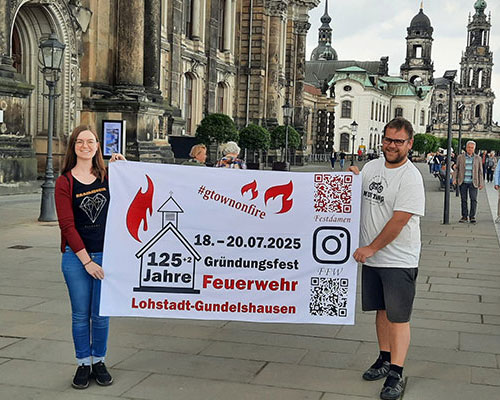 #gtownonfire
18. – 20.07.2025
125+2
Jahre
Gründungsfest
Feuerwehr
Lohstadt-Gundelshausen
Festdamen
FFW